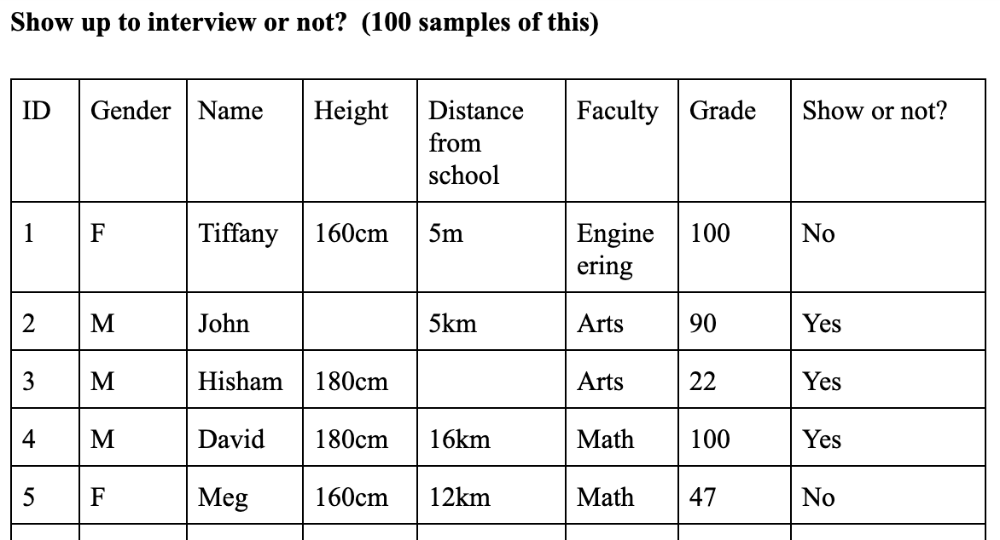 Show up to interview or not? (100 samples of this)
ID Gender Name Height Distance from school Faculty Grade Show or not?
1 F Tiffany 160cm 5m Engineering 100 No
2 M John 5km Arts 90 Yes
3 M Hisham 180cm Arts 22 Yes
4 M David 180cm 16km Math 100 Yes
5 F Meg 160cm 12km Math 47 No